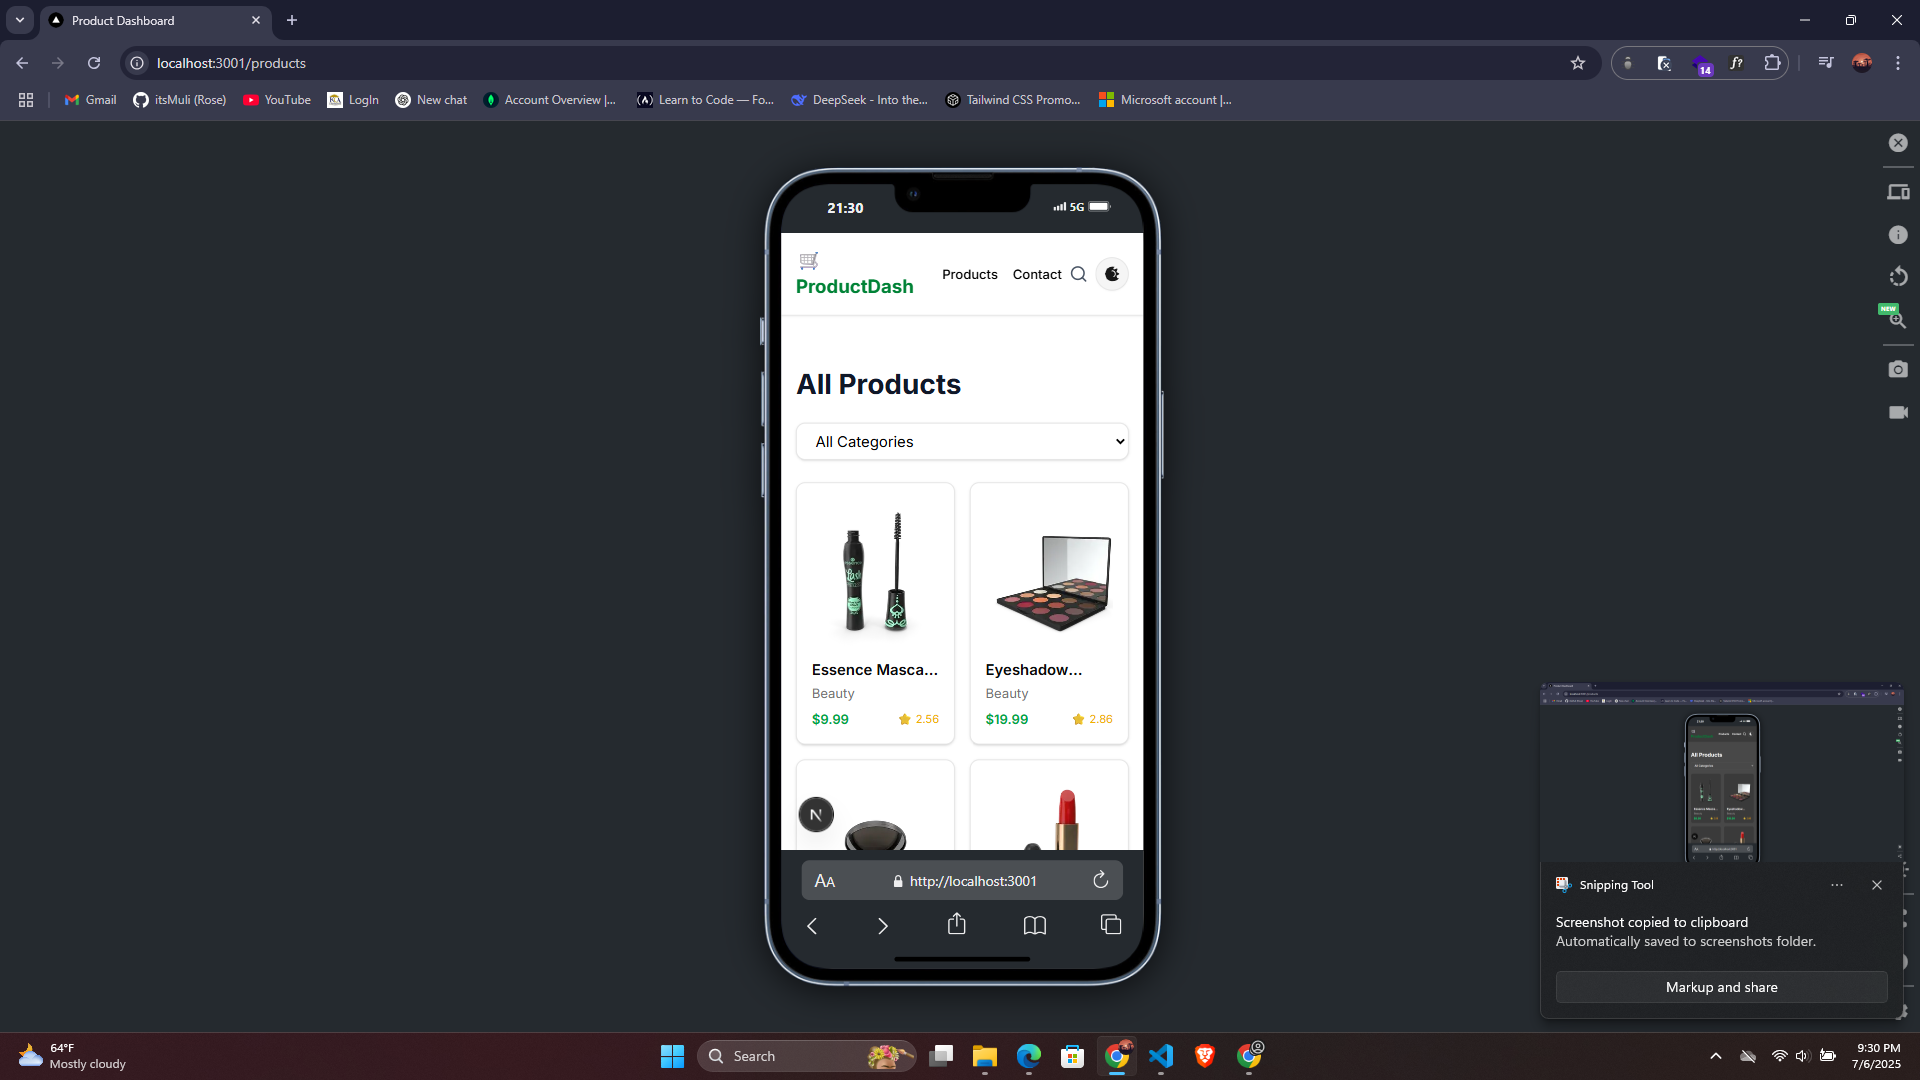 Product Dashboard
localhost:3001/products
14
f?
Gmail
itsMuli (Rose)
YouTube
LogIn
New chat
Account Overview |...
Learn to Code — Fo...
DeepSeek - Into the...
Tailwind CSS Promo...
Microsoft account |...
NEW
21:30
5G
ProductDash
Products
Contact
All Products
All Categories
Essence Masca...
Beauty
$9.99
2.56
Eyeshadow...
Beauty
$19.99
2.86
N
AA
http://localhost:3001
All Products
Snipping Tool
Screenshot copied to clipboard
Automatically saved to screenshots folder.
Markup and share
64°F
Mostly cloudy
Search
9:30 PM
7/6/2025